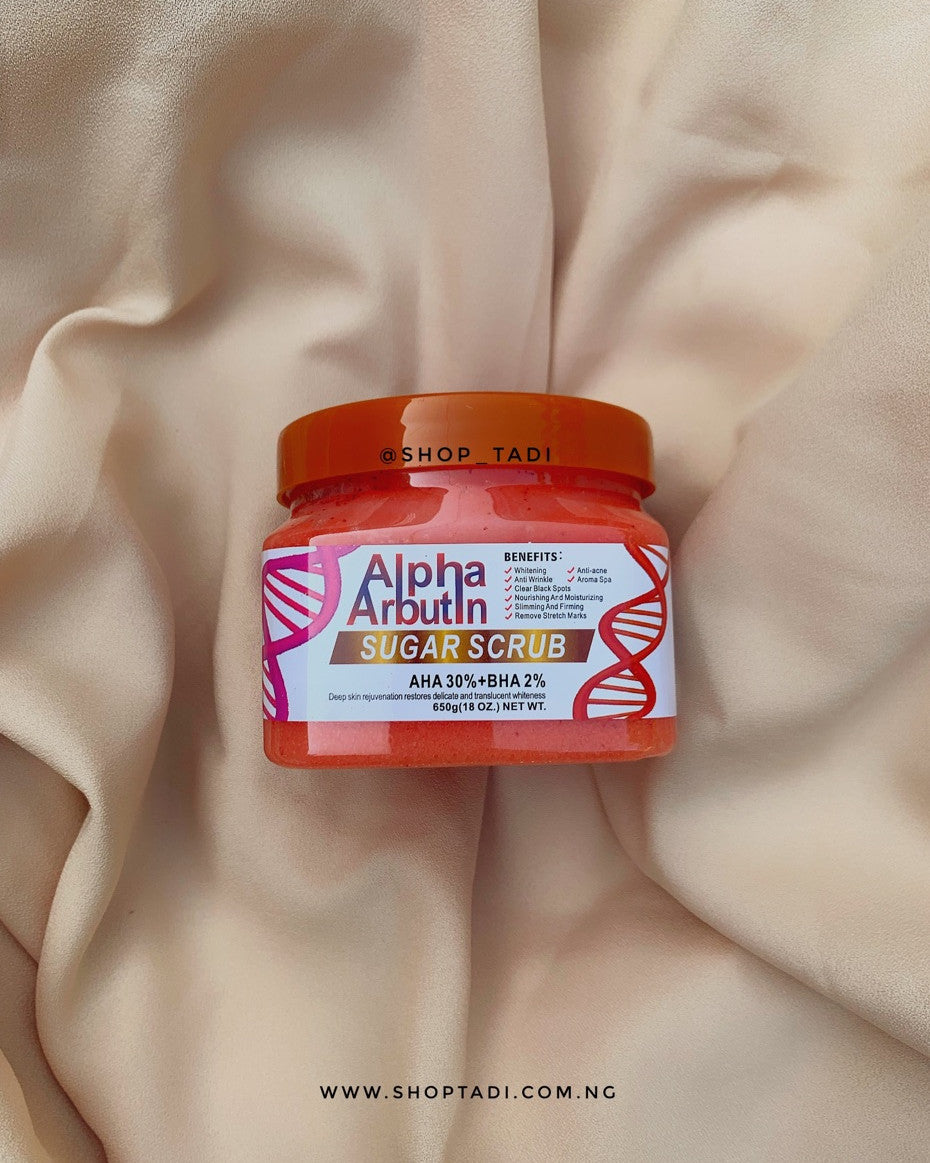 @SHOP_TADI
Alpha
Arbutin
BENEFITS:
Whitening
Anti Wrinkle
Clear Black Spots
Nourishing And Moisturizing
Slimming And Firming
Remove Stretch Marks
Anti-acne
Aroma Spa
SUGAR SCRUB
AHA 30%+BHA 2%
Deep skin rejuvenation restores delicate and translucent whiteness
650g(18 OZ.) NET WT.
WWW.SHOPTADI.COM.NG